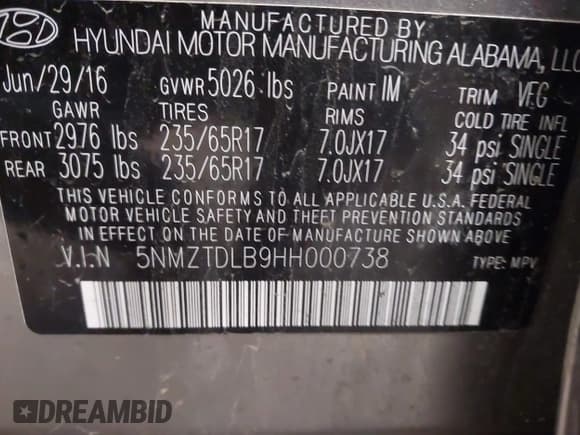 MANUFACTURED BY
HYUNDAI MOTOR MANUFACTURING ALABAMA, LLC
Jun/29/16 GVWR 5026 lbs PAINT IM TRIM VFG
GAWR TIRES RIMS COLD TIRE INFL
FRONT 2976 lbs 235/65R17 7.0JX17 34 psi SINGLE
REAR 3075 lbs 235/65R17 7.0JX17 34 psi SINGLE
THIS VEHICLE CONFORMS TO ALL APPLICABLE U.S.A. FEDERAL
MOTOR VEHICLE SAFETY AND THEFT PREVENTION STANDARDS
IN EFFECT ON THE DATE OF MANUFACTURE SHOWN ABOVE
V.I.N 5NMZTDLB9HH000738 TYPE: MPV
DREAMBID